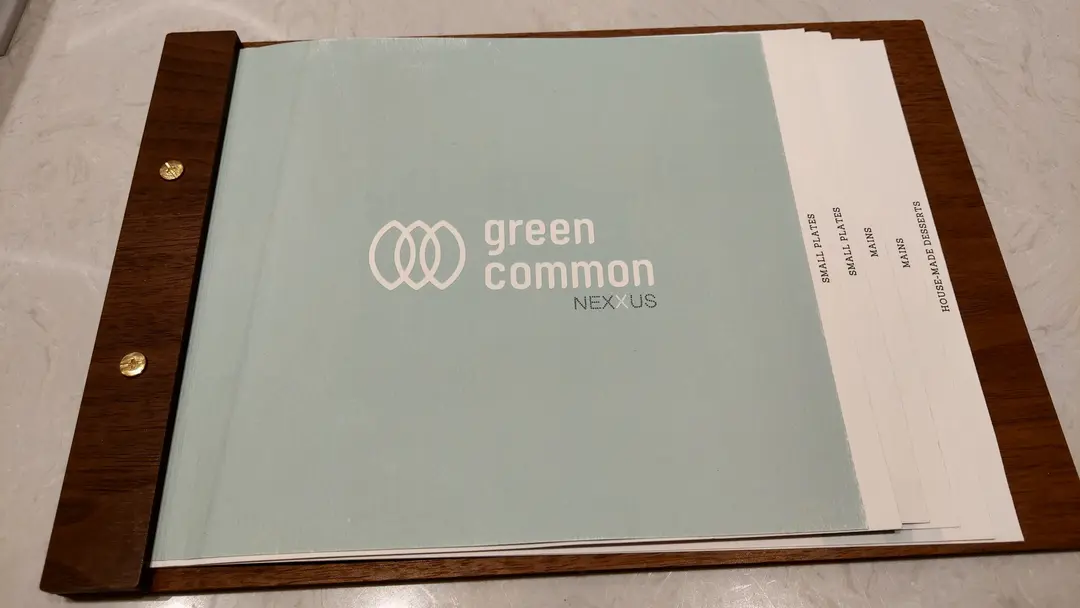 green
common
NEXXUS
SMALL PLATES
SMALL PLATES
MAINS
MAINS
HOUSE-MADE DESSERTS